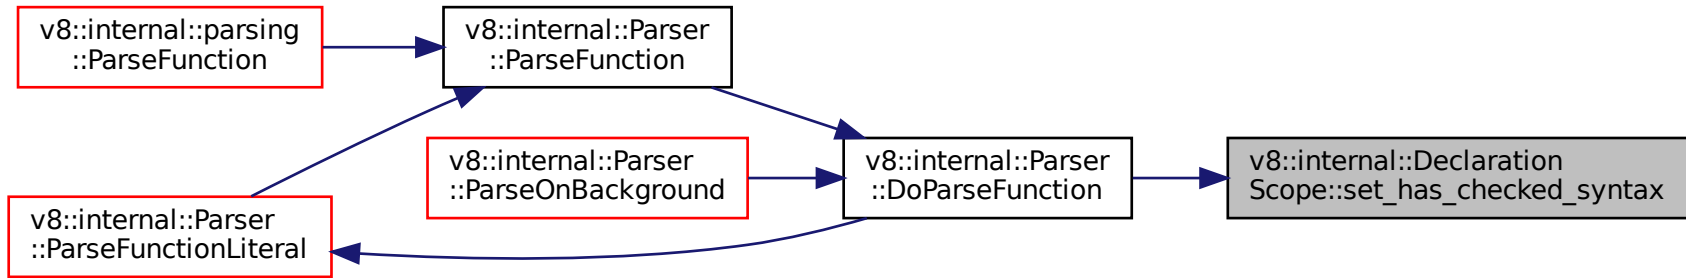 v8::internal::parsing
::ParseFunction
v8::internal::Parser
::ParseFunction
v8::internal::Parser
::ParseOnBackground
v8::internal::Parser
::DoParseFunction
v8::internal::Declaration
Scope::set_has_checked_syntax
v8::internal::Parser
::ParseFunctionLiteral